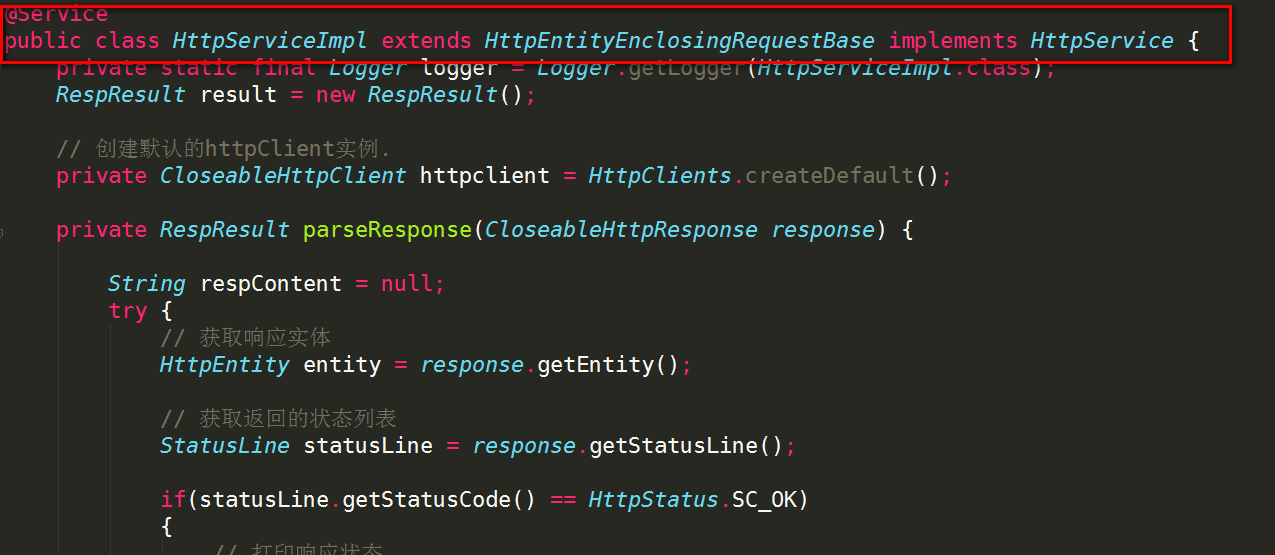 @Service
public class HttpServiceImpl extends HttpEntityEnclosingRequestBase implements HttpService {
private static final Logger logger = Logger.getLogger(HttpServiceImpl.class);
RespResult result = new RespResult();
// 创建默认的httpClient实例.
private CloseableHttpClient httpclient = HttpClients.createDefault();
private RespResult parseResponse(CloseableHttpResponse response) {
String respContent = null;
try {
// 获取响应实体
HttpEntity entity = response.getEntity();
// 获取返回的状态列表
StatusLine statusLine = response.getStatusLine();
if(statusLine.getStatusCode() == HttpStatus.SC_OK)
{
// 打印响应状态